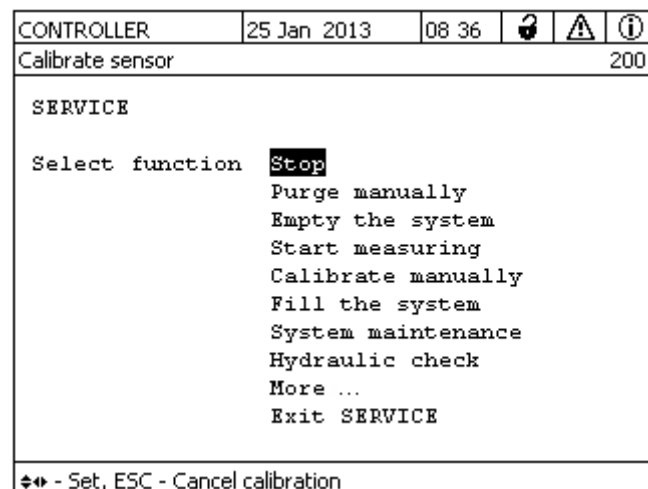 CONTROLLER 25 Jan 2013 08 36
Calibrate sensor 200
SERVICE
Select function Stop
Purge manually
Empty the system
Start measuring
Calibrate manually
Fill the system
System maintenance
Hydraulic check
More ...
Exit SERVICE
- Set, ESC - Cancel calibration